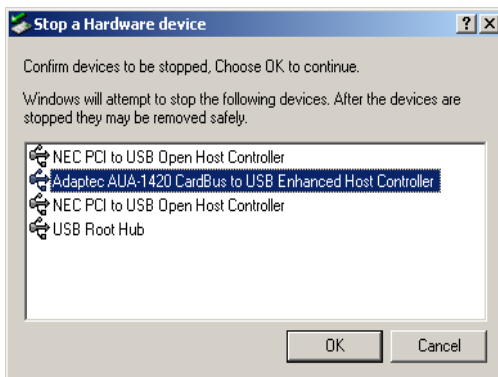 Stop a Hardware device
Confirm devices to be stopped, Choose OK to continue.
Windows will attempt to stop the following devices. After the devices are
stopped they may be removed safely.
NEC PCI to USB Open Host Controller
Adaptec AUA-1420 CardBus to USB Enhanced Host Controller
NEC PCI to USB Open Host Controller
USB Root Hub
OK Cancel